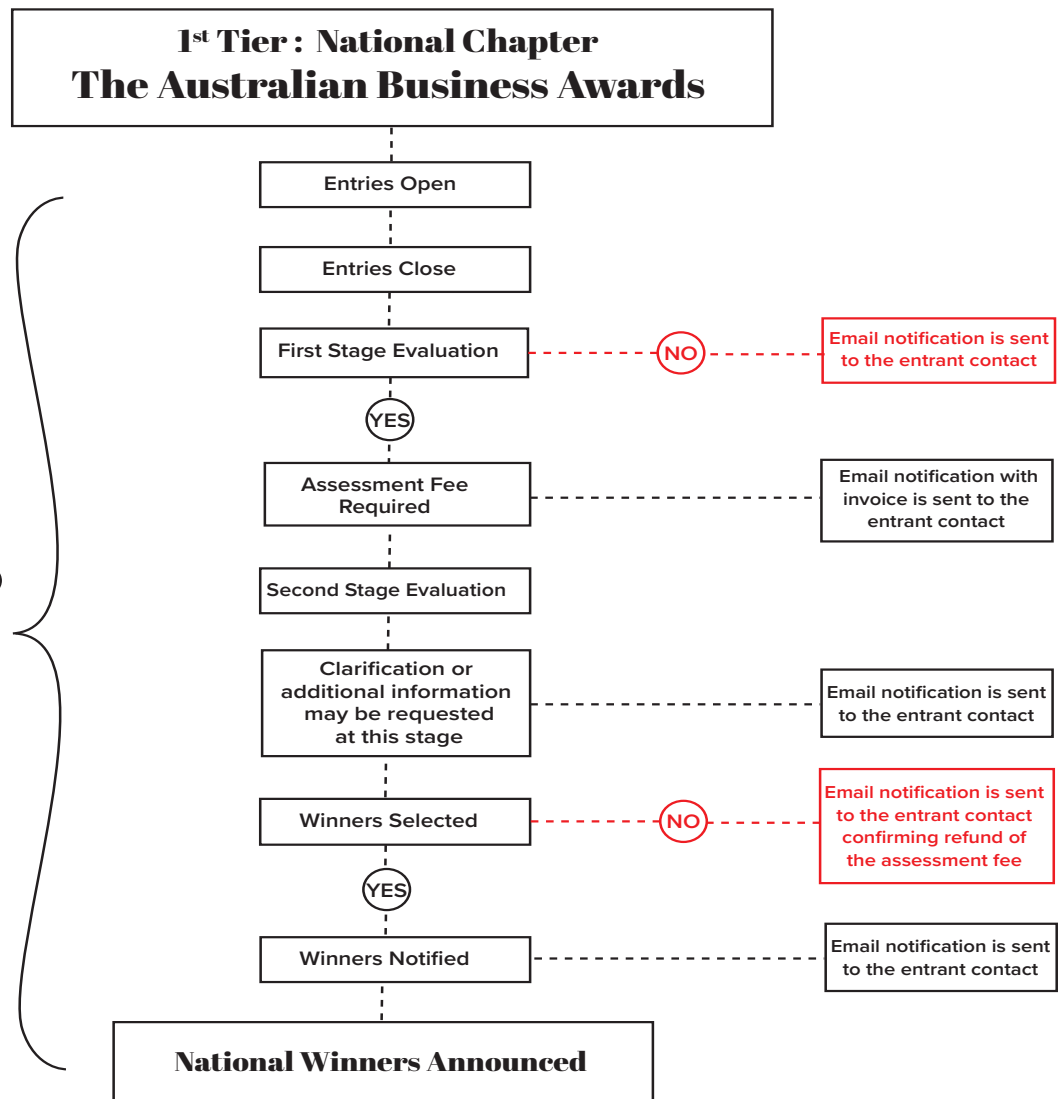 1st Tier : National Chapter
The Australian Business Awards
Entries Open
Entries Close
First Stage Evaluation
NO
Email notification is sent
to the entrant contact
YES
Assessment Fee
Required
Email notification with
invoice is sent to the
entrant contact
Second Stage Evaluation
Clarification or
additional information
may be requested
at this stage
Email notification is sent
to the entrant contact
Winners Selected
NO
Email notification is sent
to the entrant contact
confirming refund of
the assessment fee
YES
Winners Notified
Email notification is sent
to the entrant contact
National Winners Announced